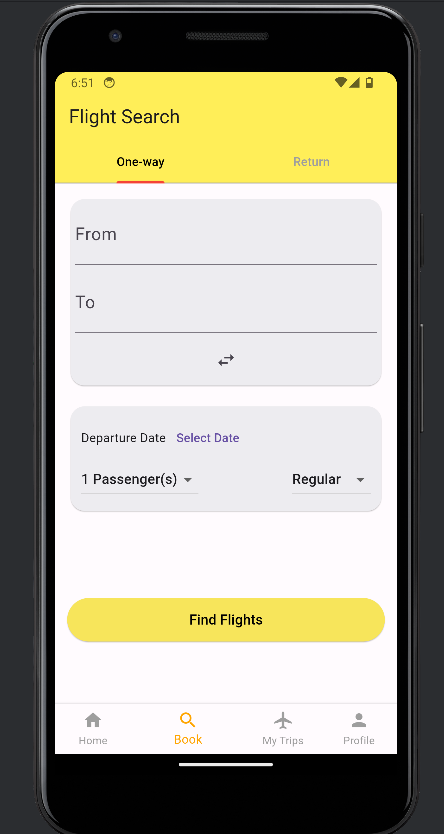 6:51
Flight Search
One-way Return
From
To
Departure Date Select Date
1 Passenger(s) Regular
Find Flights
Home Book My Trips Profile